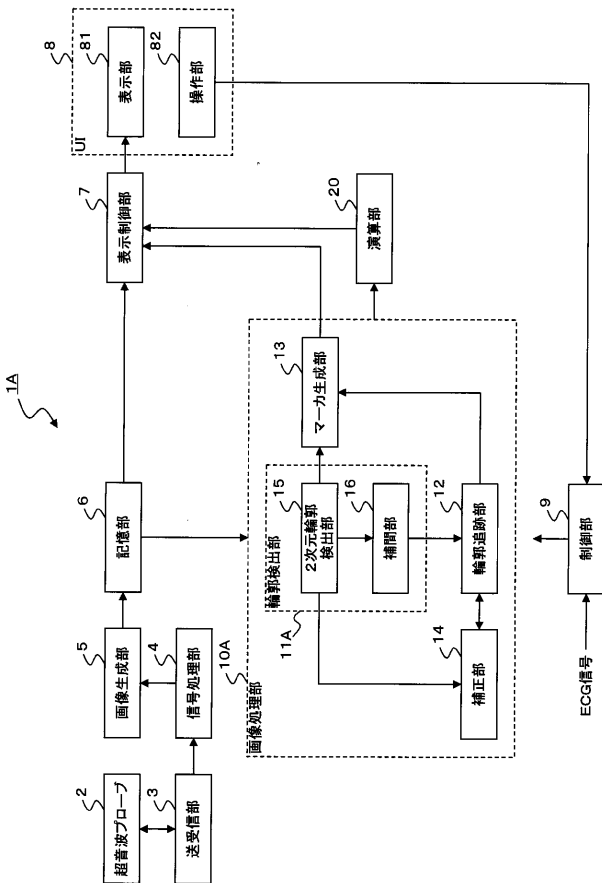 1A
2
超音波プローブ
3
送受信部
5
画像生成部
4
信号処理部
6
記憶部
7
表示制御部
8
UI
81
表示部
82
操作部
20
演算部
10A
画像処理部
11A
輪郭検出部
15
2次元輪郭
検出部
16
補間部
13
マーカ生成部
12
輪郭追跡部
14
補正部
9
制御部
ECG信号